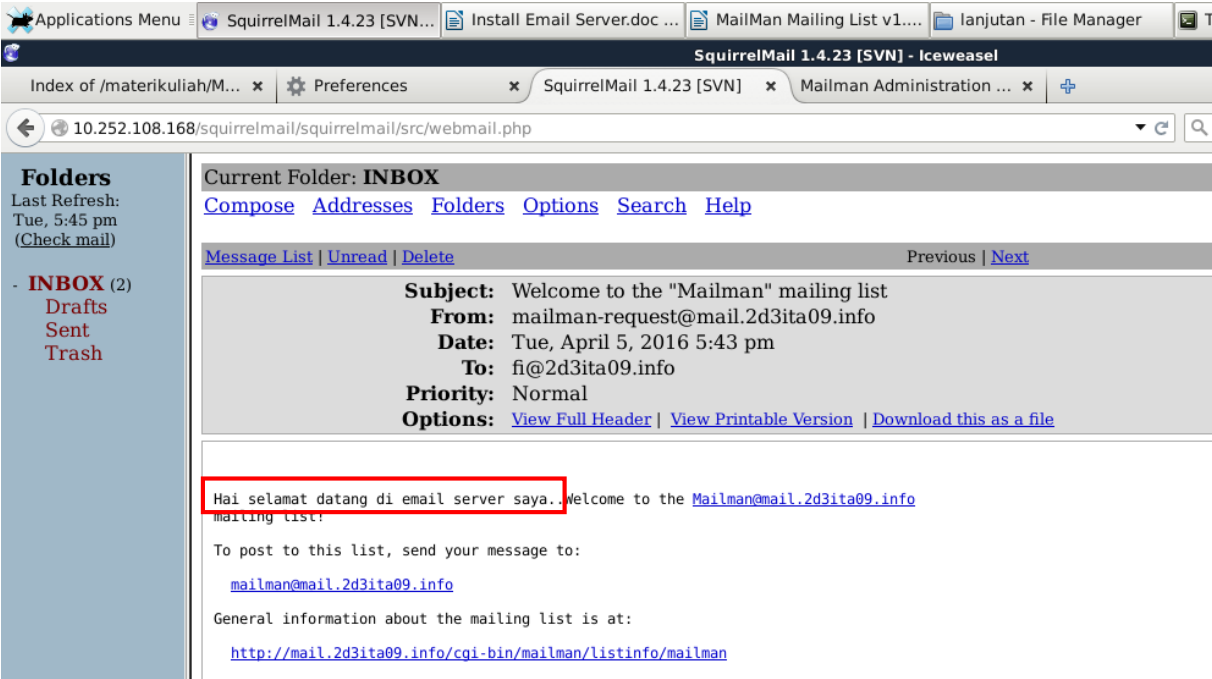 Applications Menu SquirrelMail 1.4.23 [SVN... Install Email Server.doc ... MailMan Mailing List v1.... lanjutan - File Manager
SquirrelMail 1.4.23 [SVN] - Iceweasel
Index of /materikuliah/M... Preferences SquirrelMail 1.4.23 [SVN] Mailman Administration ...
10.252.108.168/squirrelmail/squirrelmail/src/webmail.php
Folders
Last Refresh:
Tue, 5:45 pm
(Check mail)
- INBOX (2)
Drafts
Sent
Trash
Current Folder: INBOX
Compose Addresses Folders Options Search Help
Message List | Unread | Delete Previous | Next
Subject: Welcome to the "Mailman" mailing list
From: mailman-request@mail.2d3ita09.info
Date: Tue, April 5, 2016 5:43 pm
To: fi@2d3ita09.info
Priority: Normal
Options: View Full Header | View Printable Version | Download this as a file
Hai selamat datang di email server saya..Welcome to the Mailman@mail.2d3ita09.info
mailing list!
To post to this list, send your message to:
mailman@mail.2d3ita09.info
General information about the mailing list is at:
http://mail.2d3ita09.info/cgi-bin/mailman/listinfo/mailman